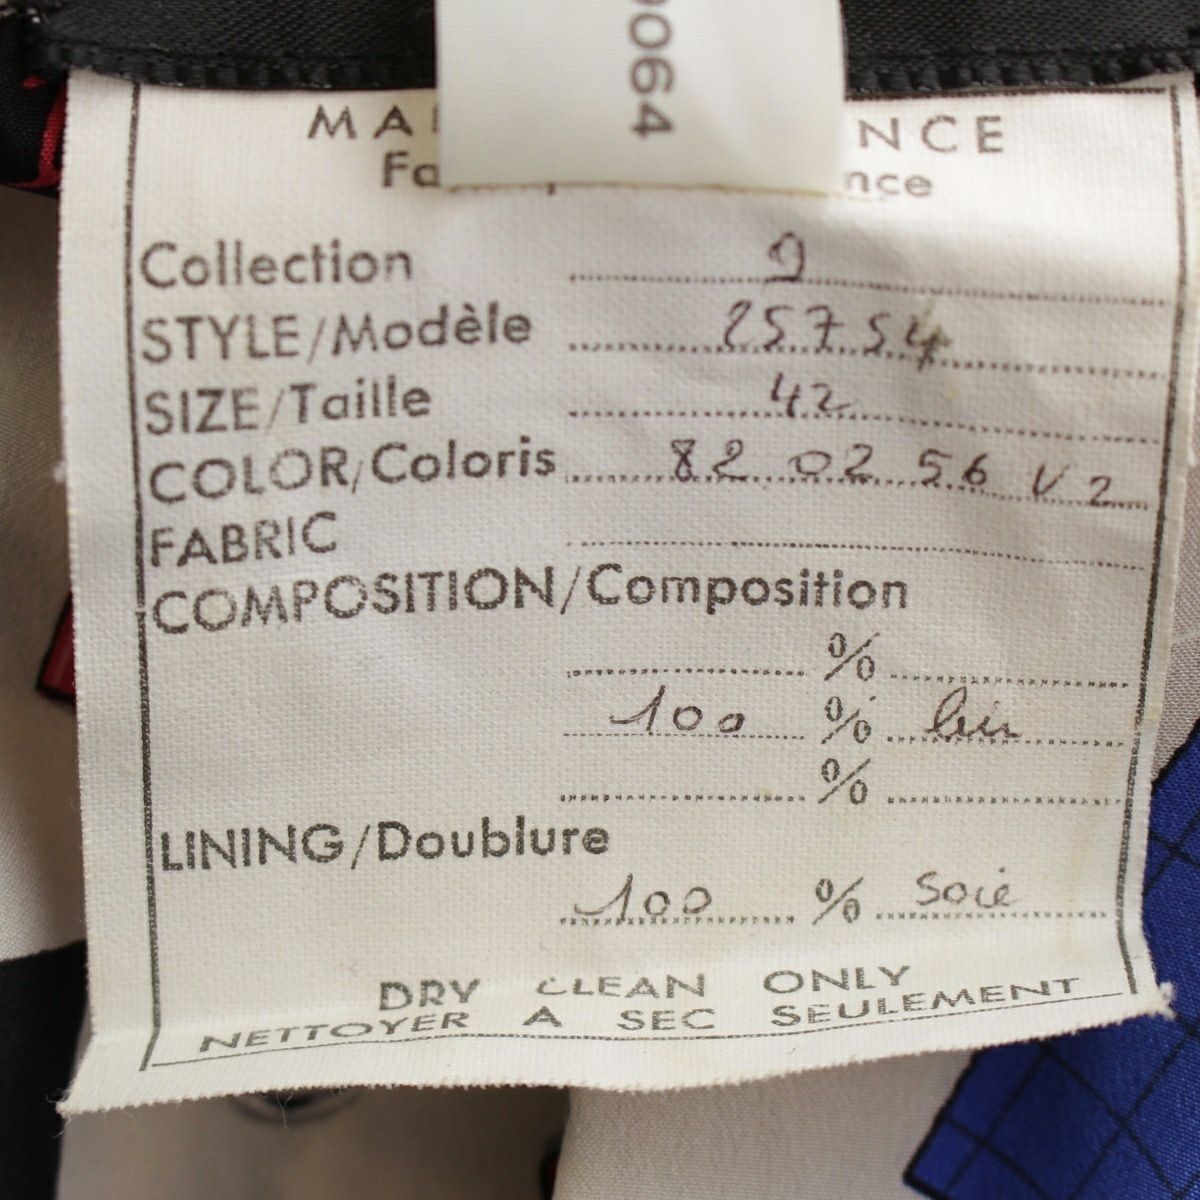 9064
MA NCE
Fa nce
Collection 9
STYLE/Modèle 25754
SIZE/Taille 42
COLOR/Coloris 82 02 56 V2
FABRIC
COMPOSITION/Composition
%
100 % lin
%
LINING/Doublure
100 % Soie
DRY CLEAN ONLY
NETTOYER A SEC SEULEMENT